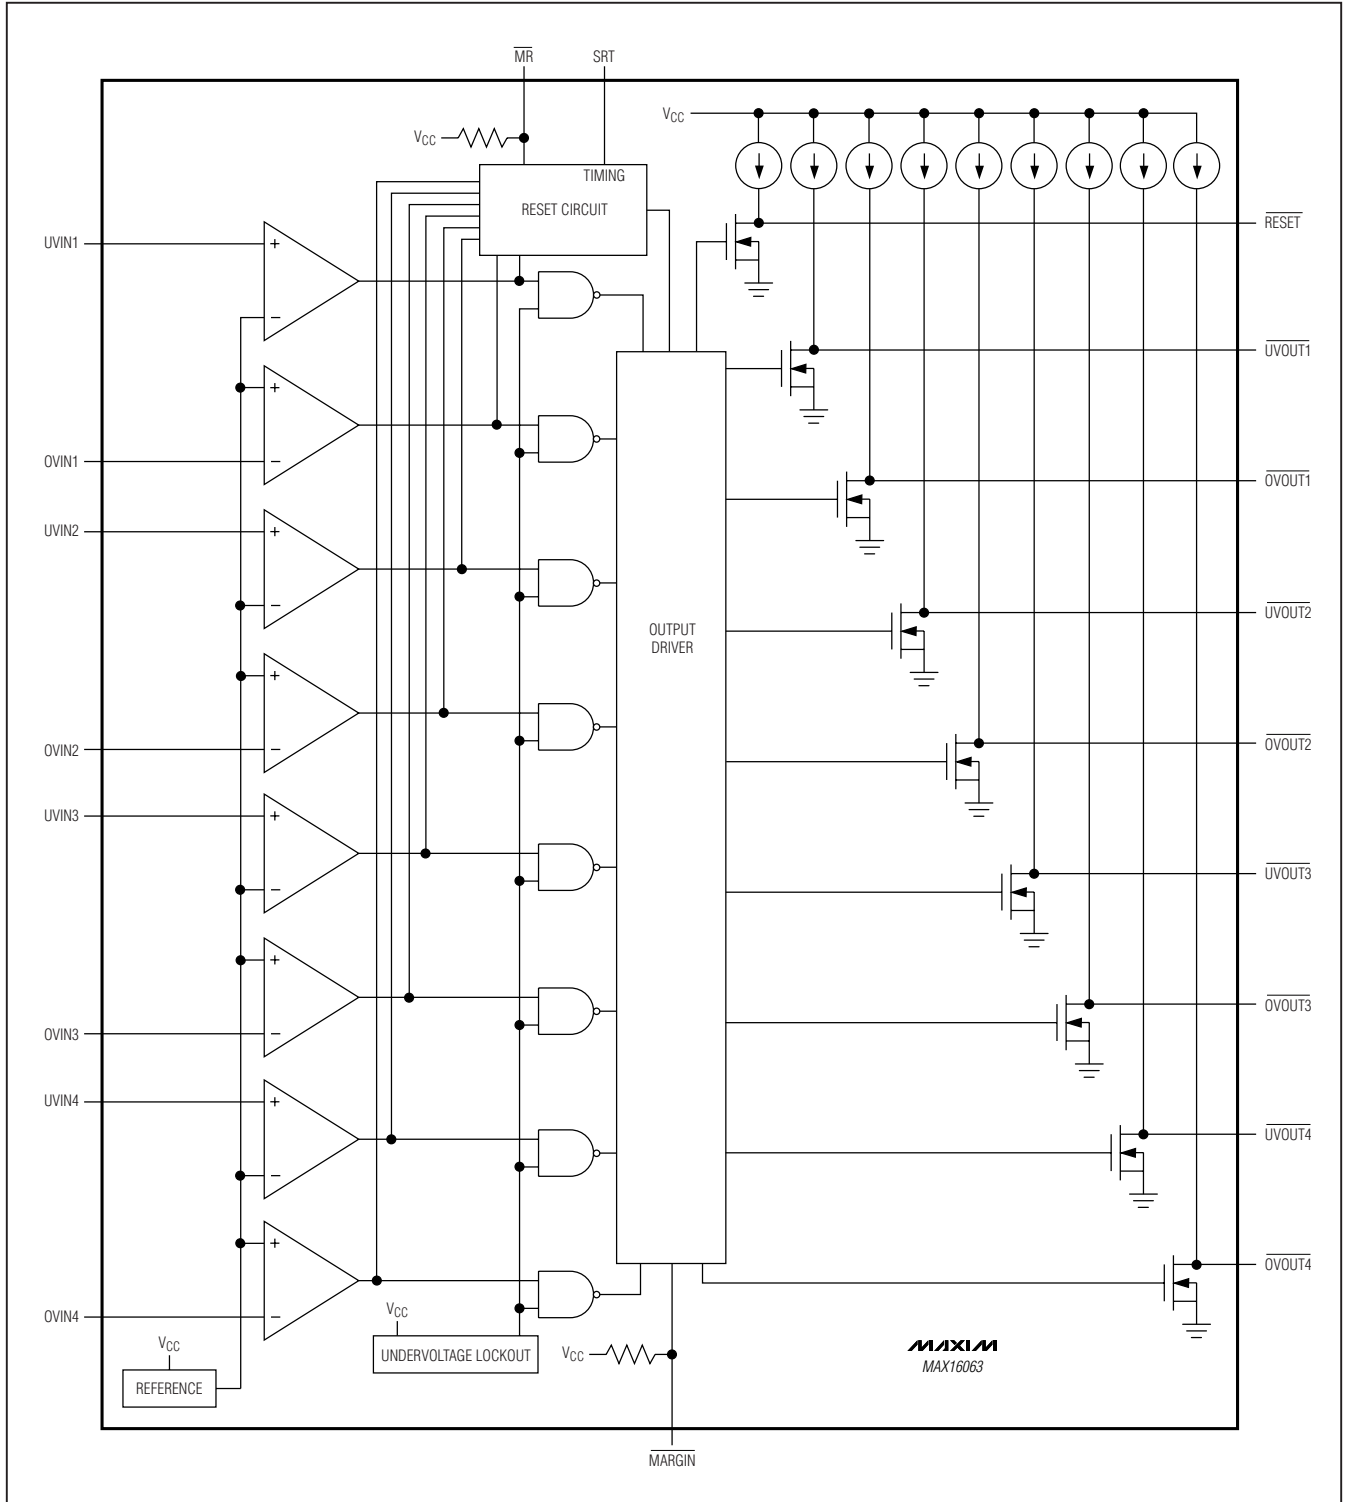 MR SRT
VCC VCC
TIMING
RESET CIRCUIT
UVIN1 + RESET
−
UVOUT1
+
OVIN1 − OVOUT1
UVIN2 +
− UVOUT2
OUTPUT
DRIVER
+
OVIN2 − OVOUT2
UVIN3 +
− UVOUT3
+
OVIN3 − OVOUT3
UVIN4 +
− UVOUT4
+ OVOUT4
OVIN4 −
VCC
VCC
UNDERVOLTAGE LOCKOUT VCC
REFERENCE
MAXIM
MAX16063
MARGIN